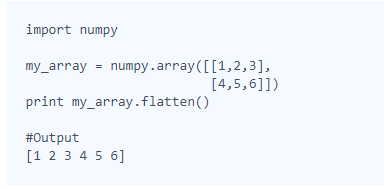 import numpy

my_array = numpy.array([[1,2,3],
                        [4,5,6]])
print my_array.flatten()

#Output
[1 2 3 4 5 6]